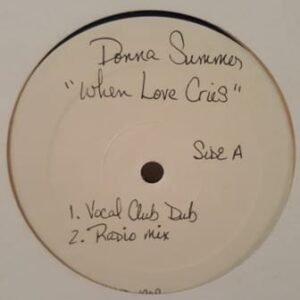 Donna Summer
"When Love Cries"
SIDE A
1. Vocal Club Dub
2. Radio Mix